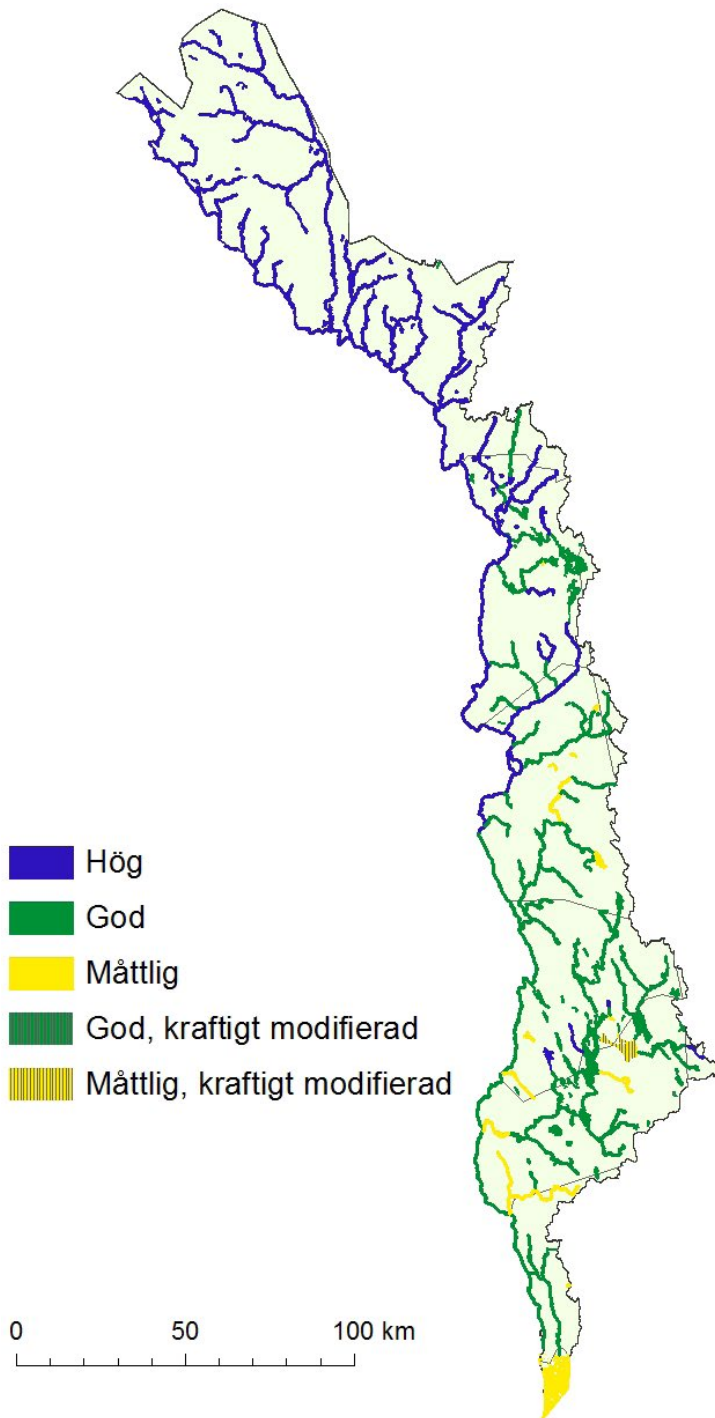 Hög
God
Måttlig
God, kraftigt modifierad
Måttlig, kraftigt modifierad
0 50 100 km